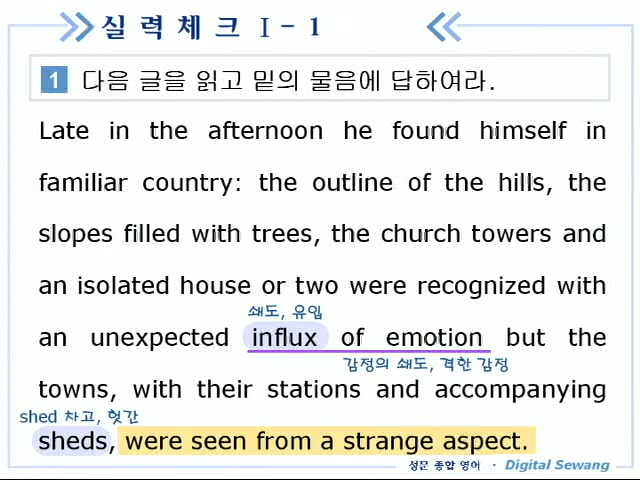 실력체크 I - 1
1 다음 글을 읽고 밑의 물음에 답하여라.
Late in the afternoon he found himself in
familiar country: the outline of the hills, the
slopes filled with trees, the church towers and
an isolated house or two were recognized with
쇄도, 유입
an unexpected influx of emotion but the
감정의 쇄도, 격한 감정
towns, with their stations and accompanying
shed 차고, 헛간
sheds, were seen from a strange aspect.
성문 종합 영어 · Digital Sewang